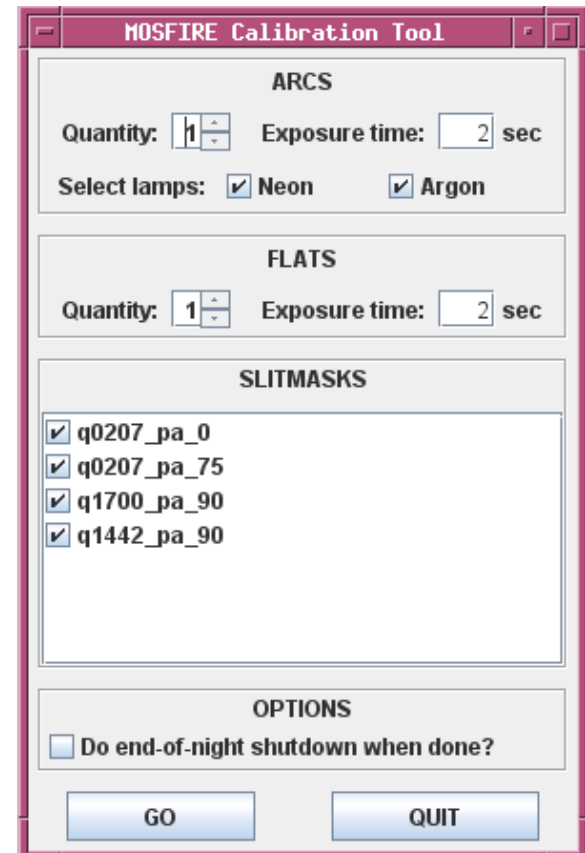 MOSFIRE Calibration Tool
ARCS
Quantity: 1 Exposure time: 2 sec
Select lamps: Neon Argon
FLATS
Quantity: 1 Exposure time: 2 sec
SLITMASKS
q0207_pa_0
q0207_pa_75
q1700_pa_90
q1442_pa_90
OPTIONS
Do end-of-night shutdown when done?
GO QUIT